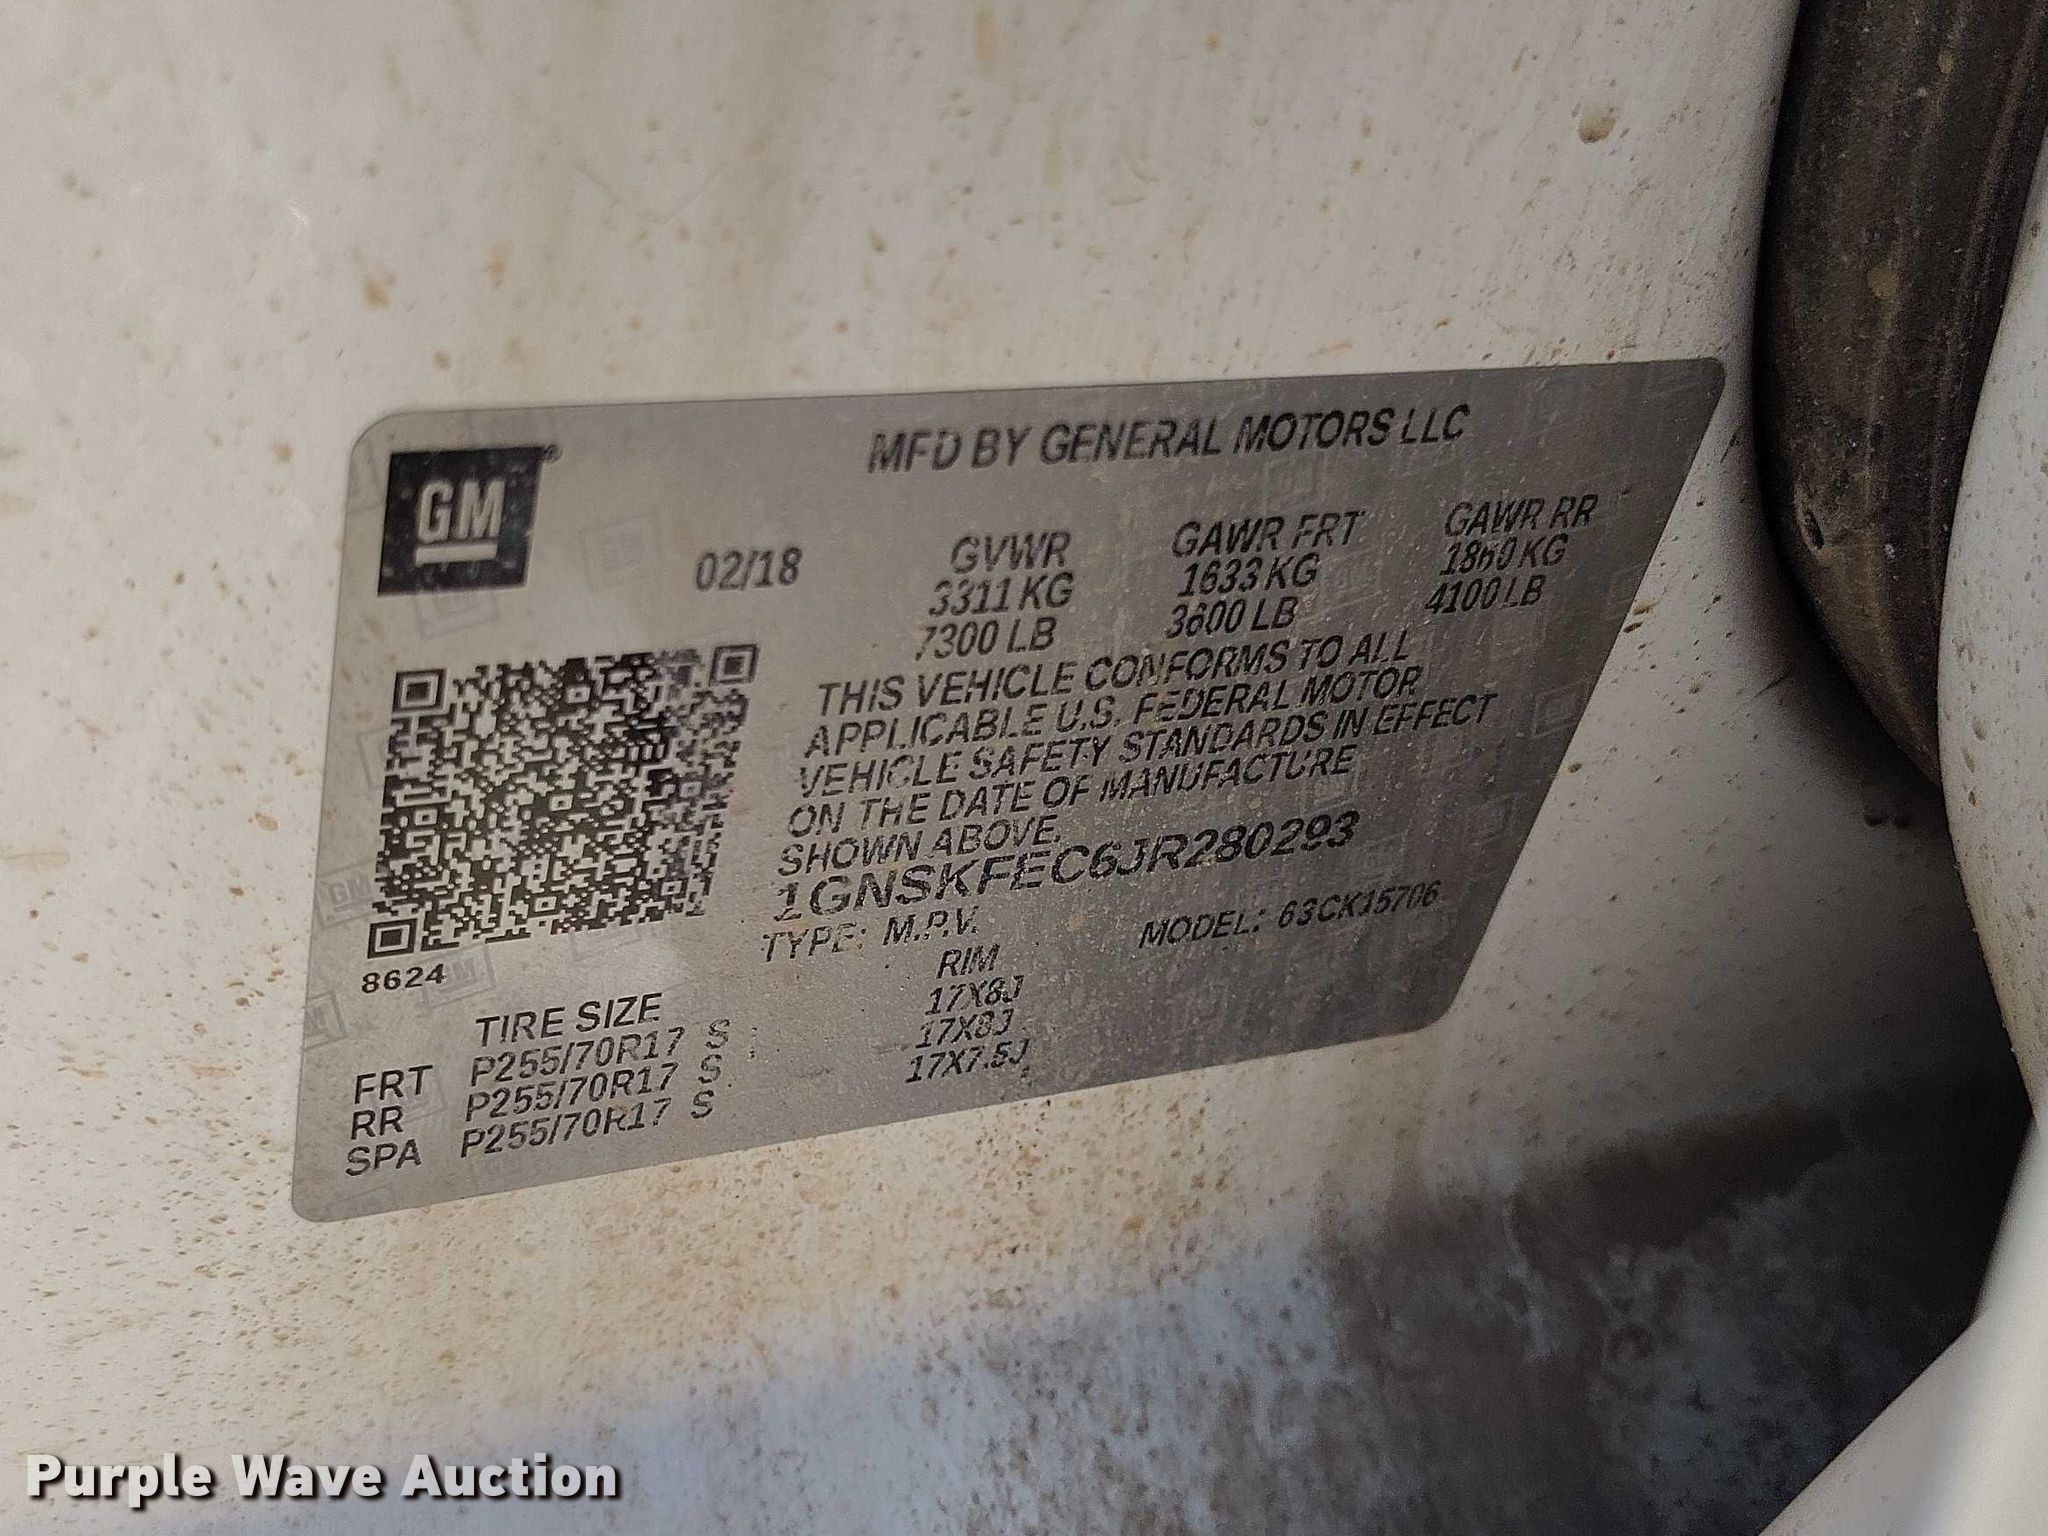 GM
MFD BY GENERAL MOTORS LLC
02/18
GVWR
3311 KG
7300 LB
GAWR FRT
1633 KG
3600 LB
GAWR RR
1860 KG
4100 LB
THIS VEHICLE CONFORMS TO ALL
APPLICABLE U.S. FEDERAL MOTOR
VEHICLE SAFETY STANDARDS IN EFFECT
ON THE DATE OF MANUFACTURE
SHOWN ABOVE.
1GNSKFEC6JR280293
TYPE: M.P.V. MODEL: 63CK15706
8624
TIRE SIZE RIM
FRT P255/70R17 S 17X8J
RR P255/70R17 S 17X8J
SPA P255/70R17 S 17X7.5J
Purple Wave Auction